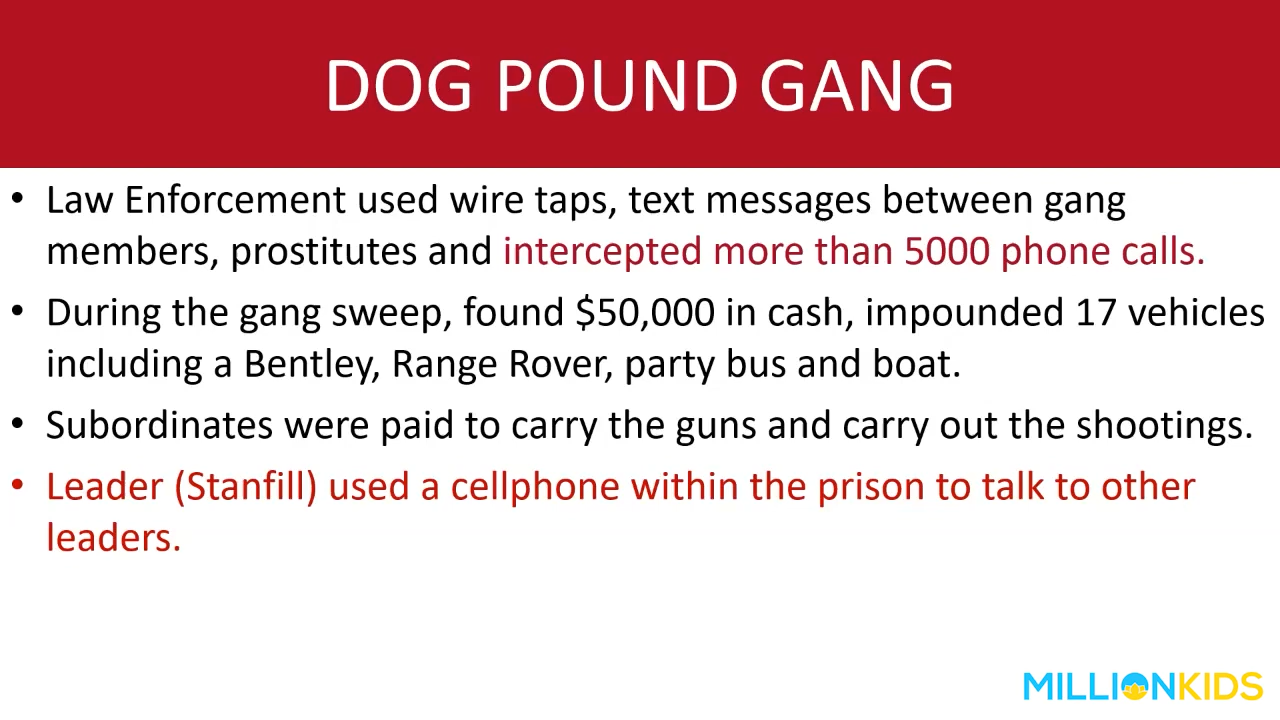 DOG POUND GANG
• Law Enforcement used wire taps, text messages between gang
members, prostitutes and intercepted more than 5000 phone calls.
• During the gang sweep, found $50,000 in cash, impounded 17 vehicles
including a Bentley, Range Rover, party bus and boat.
• Subordinates were paid to carry the guns and carry out the shootings.
• Leader (Stanfill) used a cellphone within the prison to talk to other
leaders.
MILLIONKIDS